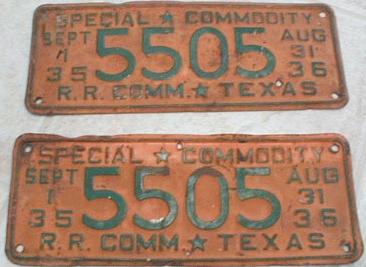 SPECIAL ★ COMMODITY
SEPT 1 35 5505 AUG 31 36
R.R. COMM. ★ TEXAS
SPECIAL ★ COMMODITY
SEPT 1 35 5505 AUG 31 36
R.R. COMM. ★ TEXAS